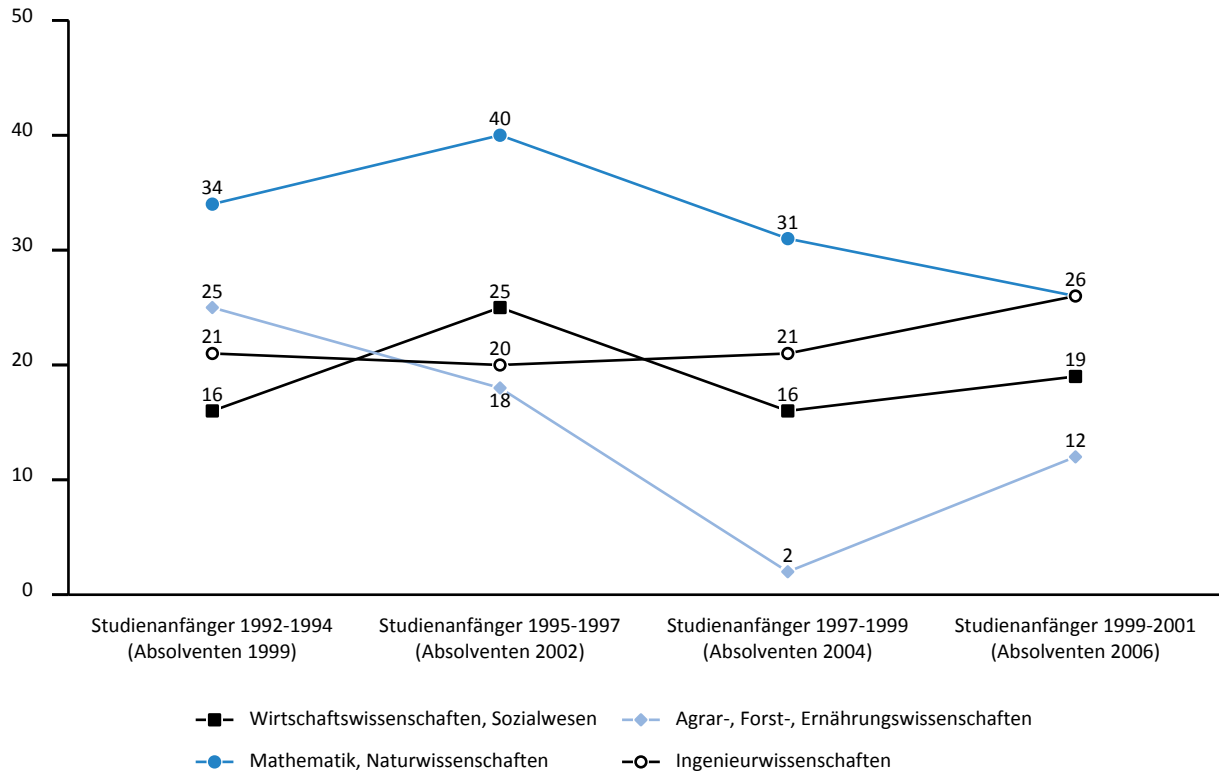 50
40
40
34
31
30
26
25
25
21
20
21
20
19
18
16
16
12
10
2
0
Studienanfänger 1992-1994
(Absolventen 1999)
Studienanfänger 1995-1997
(Absolventen 2002)
Studienanfänger 1997-1999
(Absolventen 2004)
Studienanfänger 1999-2001
(Absolventen 2006)
Wirtschaftswissenschaften, Sozialwesen
Agrar-, Forst-, Ernährungswissenschaften
Mathematik, Naturwissenschaften
Ingenieurwissenschaften